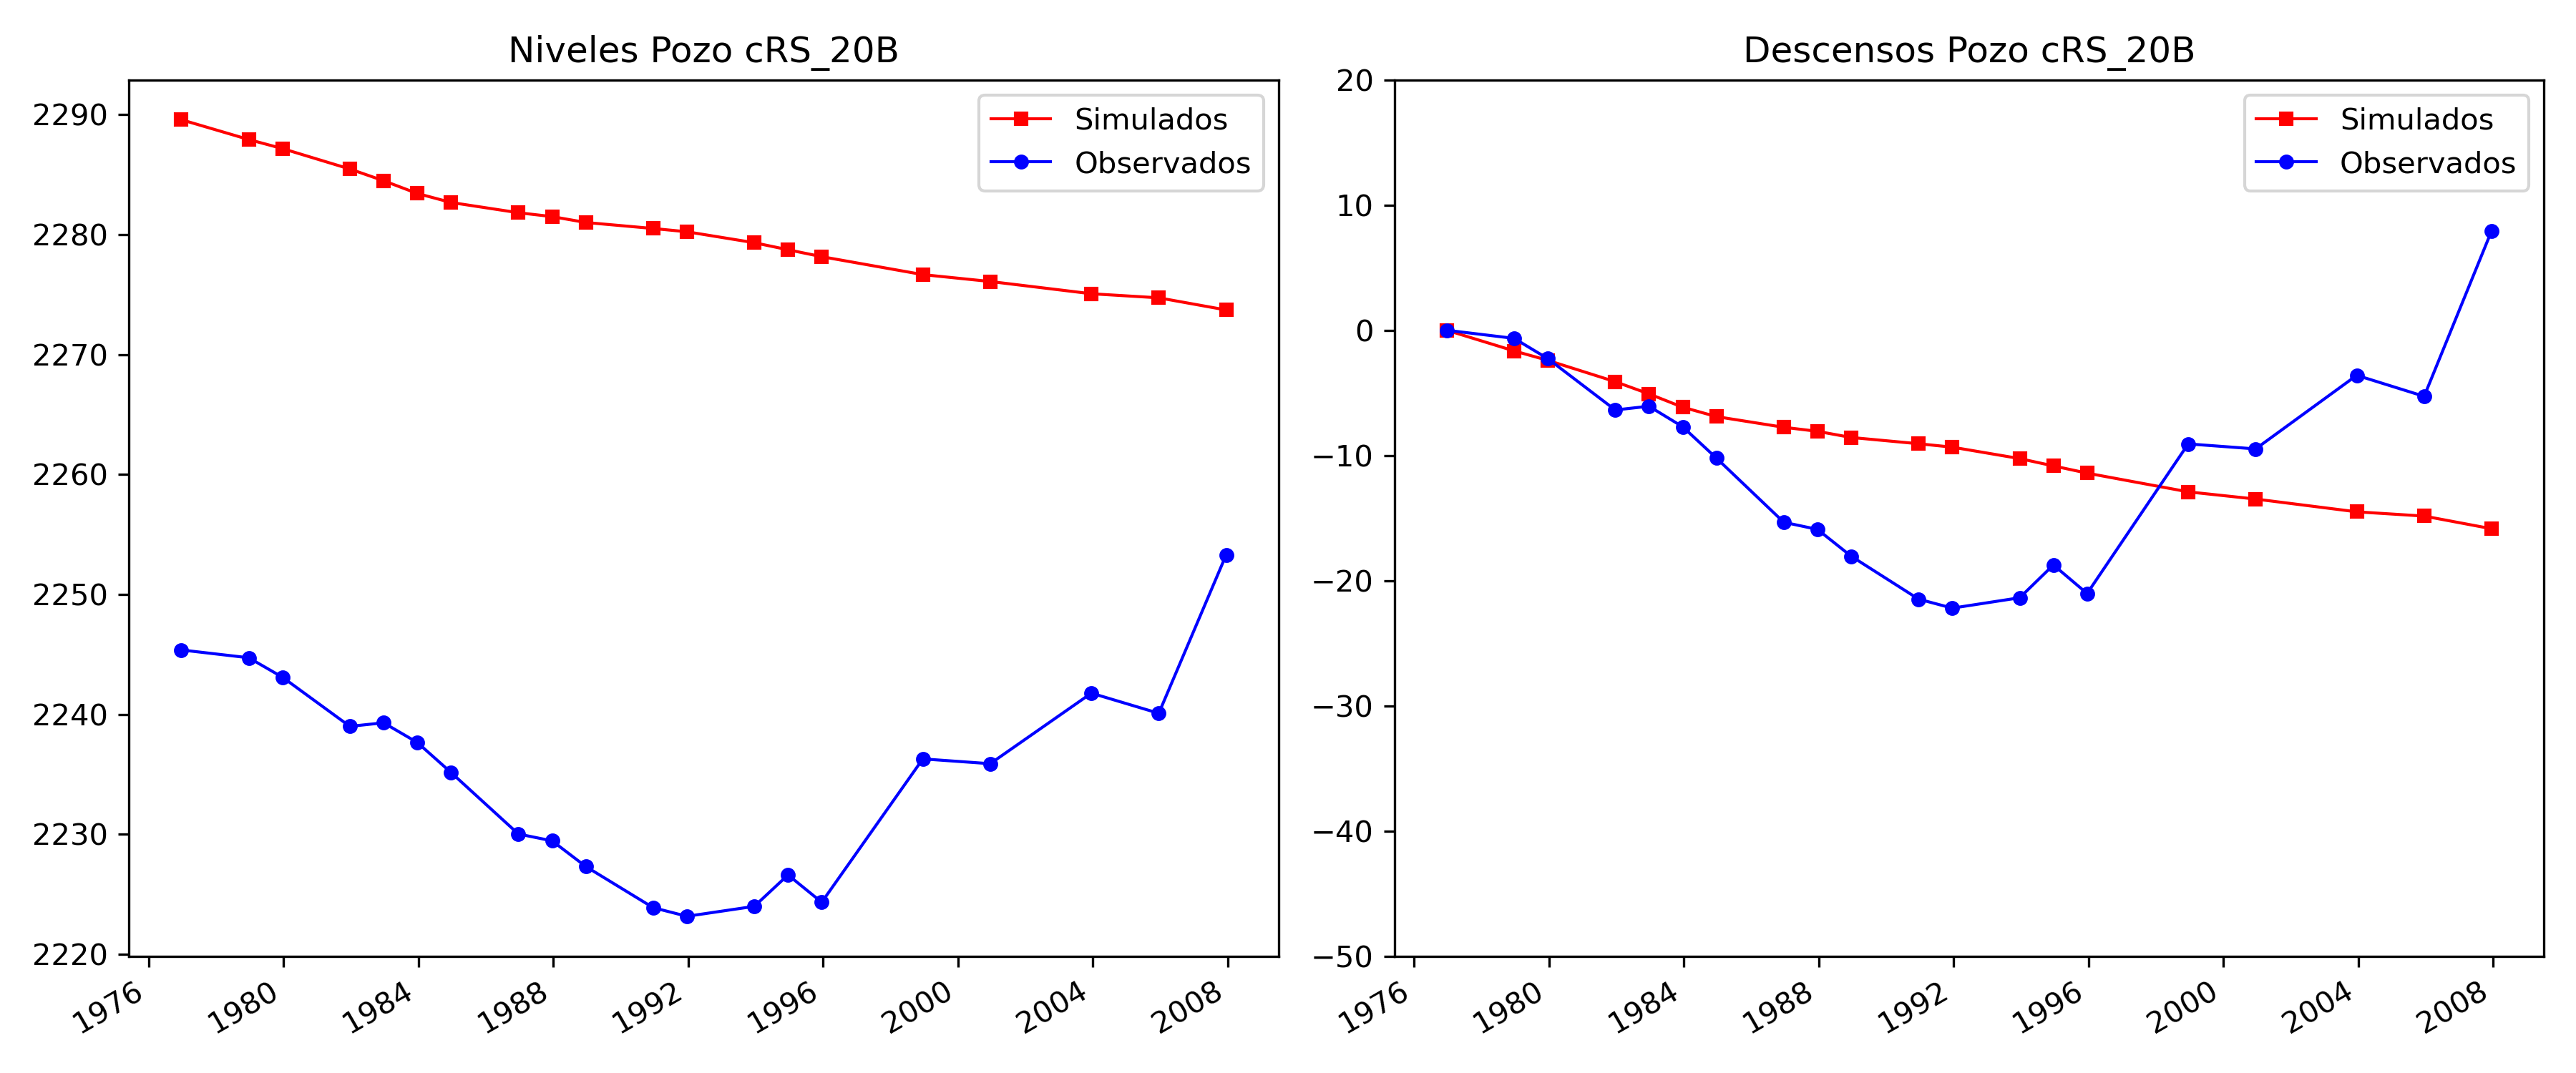 Niveles Pozo cRS_20B
Simulados
Observados
2290
2280
2270
2260
2250
2240
2230
2220
1976 1980 1984 1988 1992 1996 2000 2004 2008
Descensos Pozo cRS_20B
Simulados
Observados
20
10
0
−10
−20
−30
−40
−50
1976 1980 1984 1988 1992 1996 2000 2004 2008